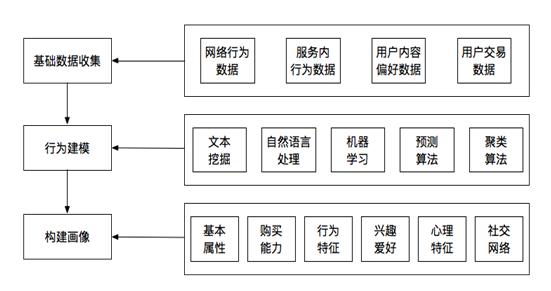 基础数据收集
网络行为
数据
服务内
行为数据
用户内容
偏好数据
用户交易
数据
行为建模
文本
挖掘
自然语言
处理
机器
学习
预测
算法
聚类
算法
构建画像
基本
属性
购买
能力
行为
特征
兴趣
爱好
心理
特征
社交
网络